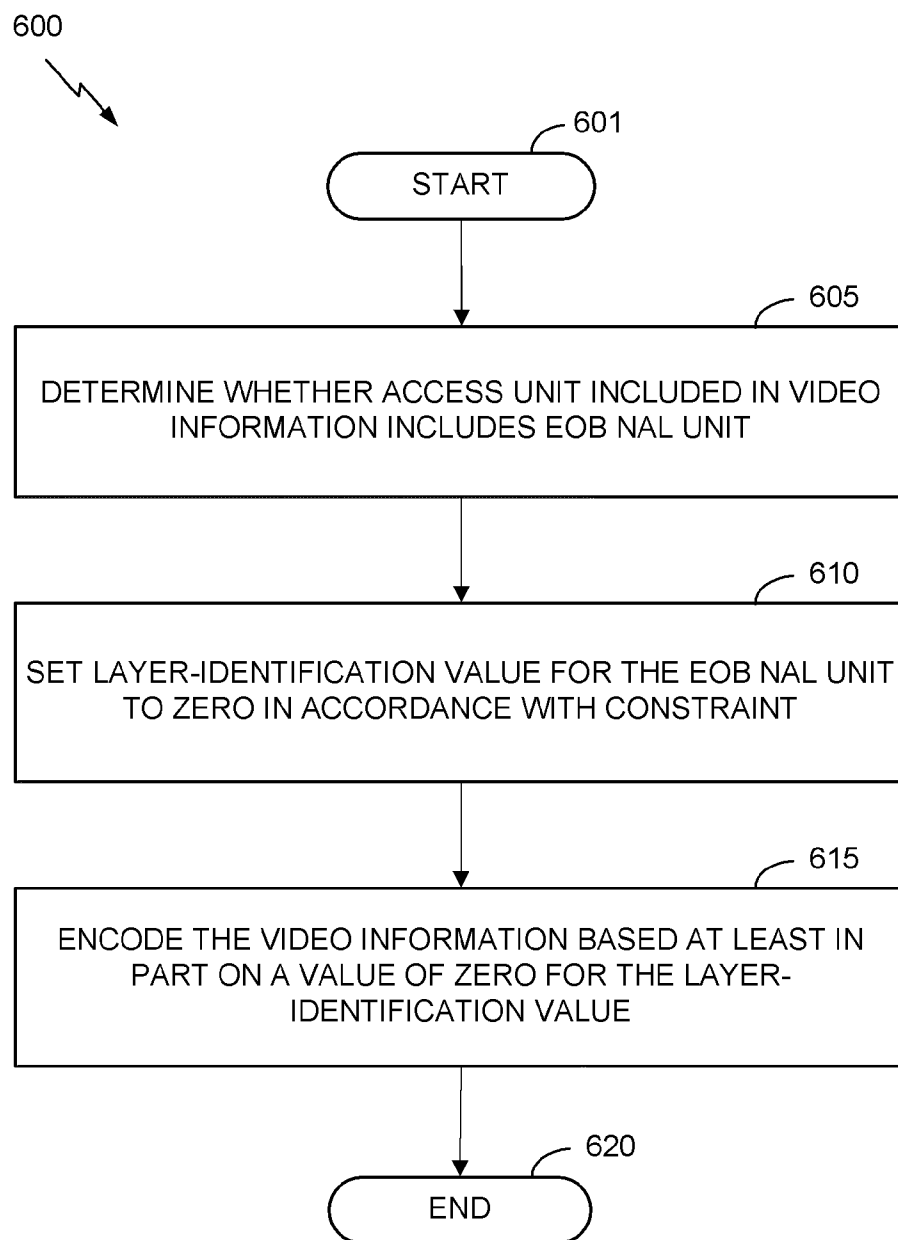 600
601
START
605
DETERMINE WHETHER ACCESS UNIT INCLUDED IN VIDEO
INFORMATION INCLUDES EOB NAL UNIT
610
SET LAYER-IDENTIFICATION VALUE FOR THE EOB NAL UNIT
TO ZERO IN ACCORDANCE WITH CONSTRAINT
615
ENCODE THE VIDEO INFORMATION BASED AT LEAST IN
PART ON A VALUE OF ZERO FOR THE LAYER-
IDENTIFICATION VALUE
620
END